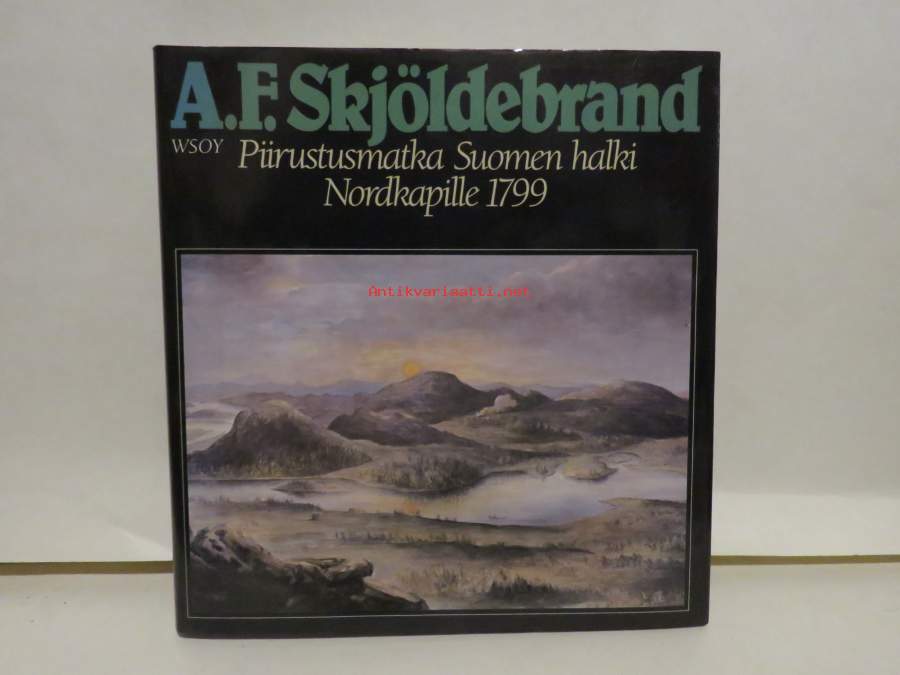 A.F. Skjöldebrand
WSOY
Piirustusmatka Suomen halki
Nordkapille 1799
Antikvariaatti.net